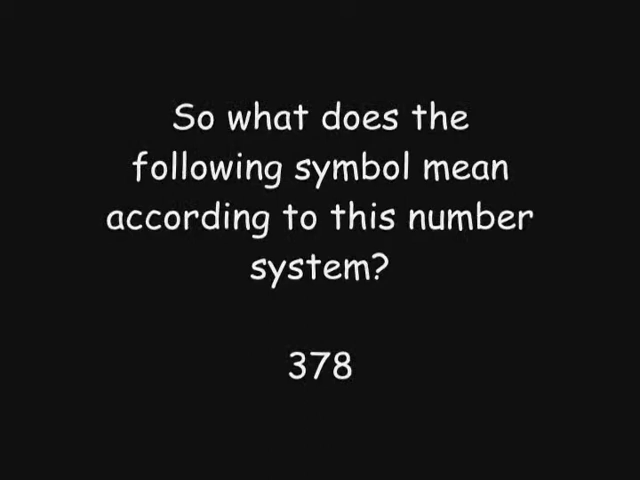 So what does the
following symbol mean
according to this number
system?
378